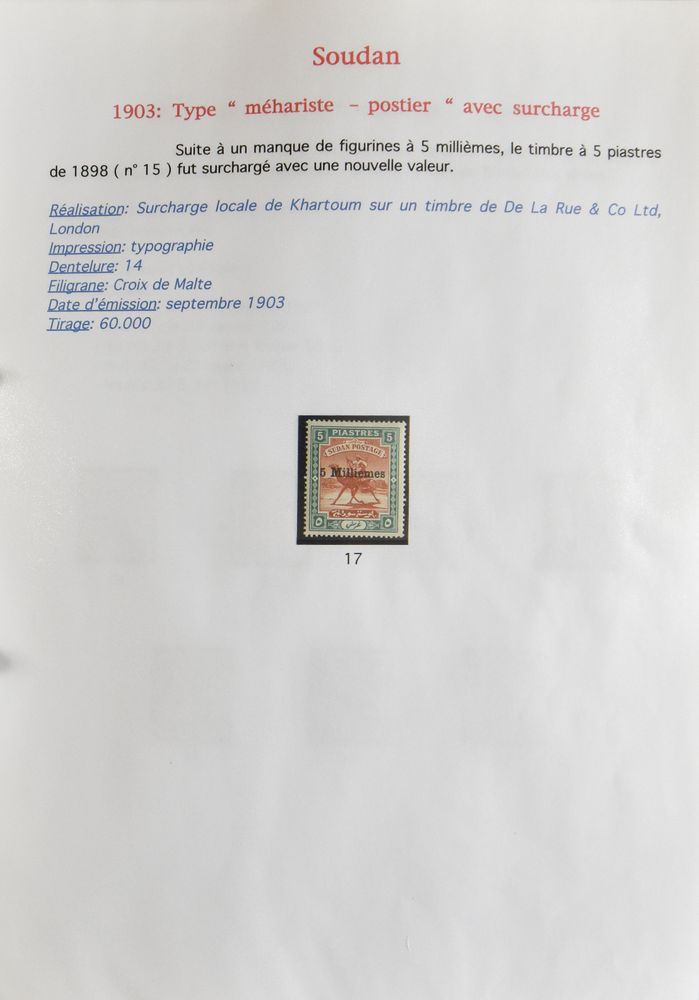 Soudan
1903: Type “ méhariste – postier “ avec surcharge
Suite à un manque de figurines à 5 millièmes, le timbre à 5 piastres
de 1898 ( n° 15 ) fut surchargé avec une nouvelle valeur.
Réalisation: Surcharge locale de Khartoum sur un timbre de De La Rue & Co Ltd,
London
Impression: typographie
Dentelure: 14
Filigrane: Croix de Malte
Date d’émission: septembre 1903
Tirage: 60.000
5 PIASTRES 5
SUDAN POSTAGE
5 Millièmes
٥ ٥
17